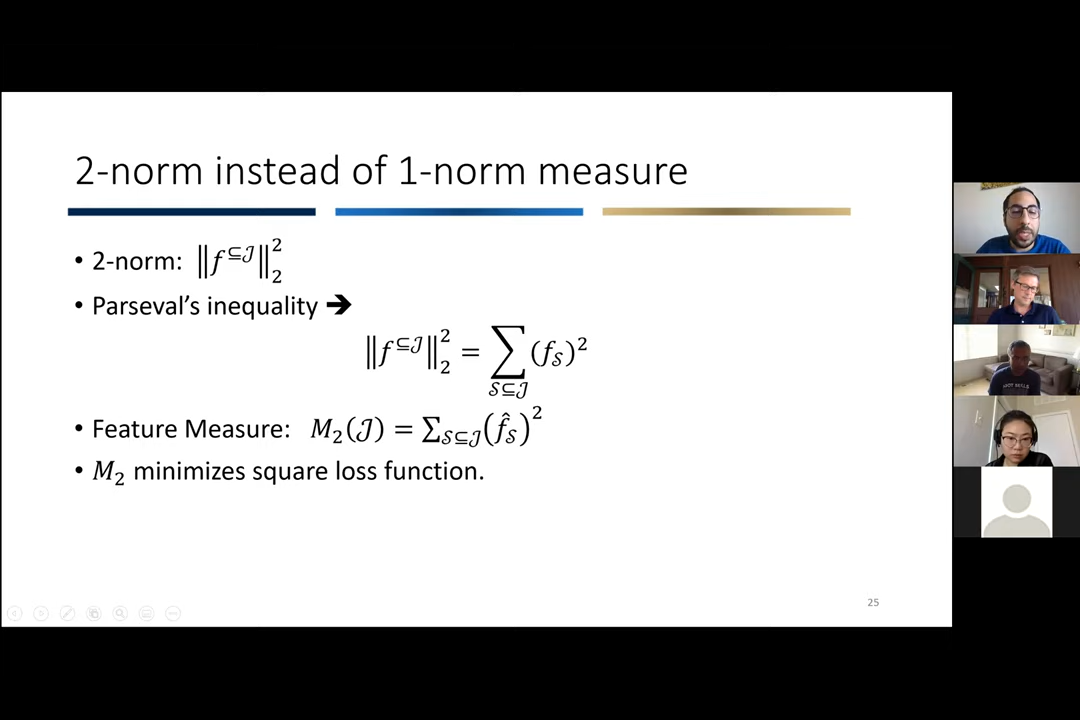 2-norm instead of 1-norm measure
• 2-norm: ‖f^{⊆𝒥}‖₂²
• Parseval’s inequality ➔
‖f^{⊆𝒥}‖₂² = ∑_{𝒮⊆𝒥} (f_𝒮)²
• Feature Measure: M₂(𝒥) = ∑_{𝒮⊆𝒥}(f̂_𝒮)²
• M₂ minimizes square loss function.
25